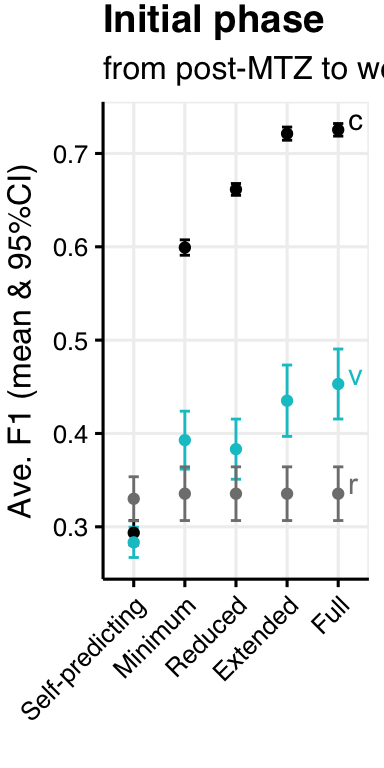 Initial phase
from post-MTZ to we
Ave. F1 (mean & 95%CI)
0.7
0.6
0.5
0.4
0.3
c
v
r
Self-predicting
Minimum
Reduced
Extended
Full